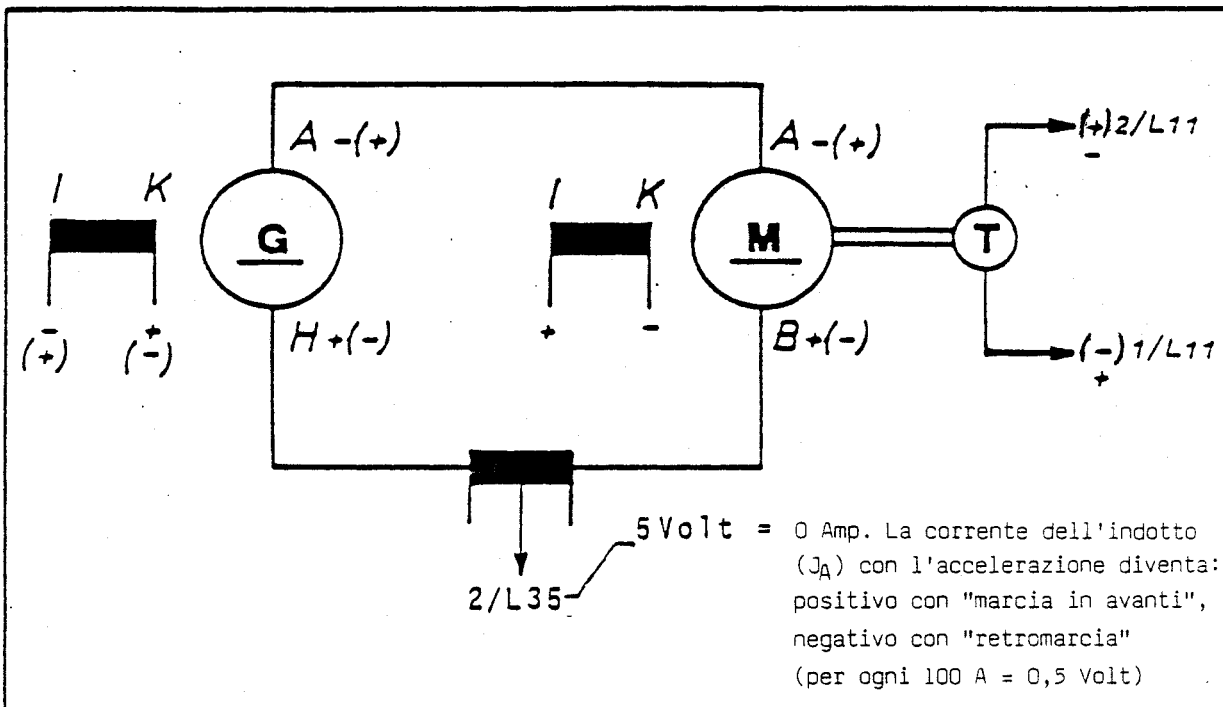 A -(+)
A -(+)
(+) 2/L11
-
I K
I K
G
M
T
- +
(+) (-)
+ -
H +(-)
B +(-)
(-) 1/L11
+
5 Volt = 0 Amp. La corrente dell'indotto
(JA) con l'accelerazione diventa:
2/L35
positivo con "marcia in avanti",
negativo con "retromarcia"
(per ogni 100 A = 0,5 Volt)